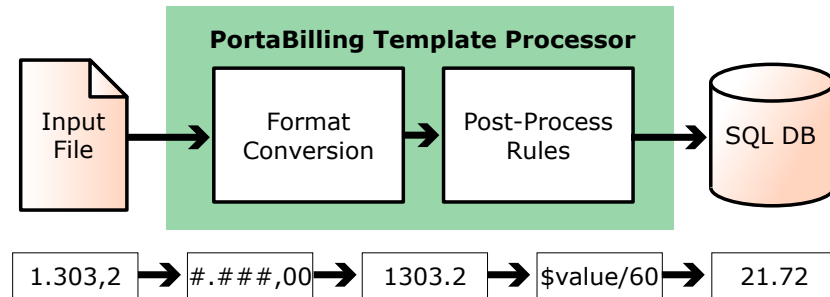 PortaBilling Template Processor
Input
File
Format
Conversion
Post-Process
Rules
SQL DB
1.303,2
#.###,00
1303.2
$value/60
21.72